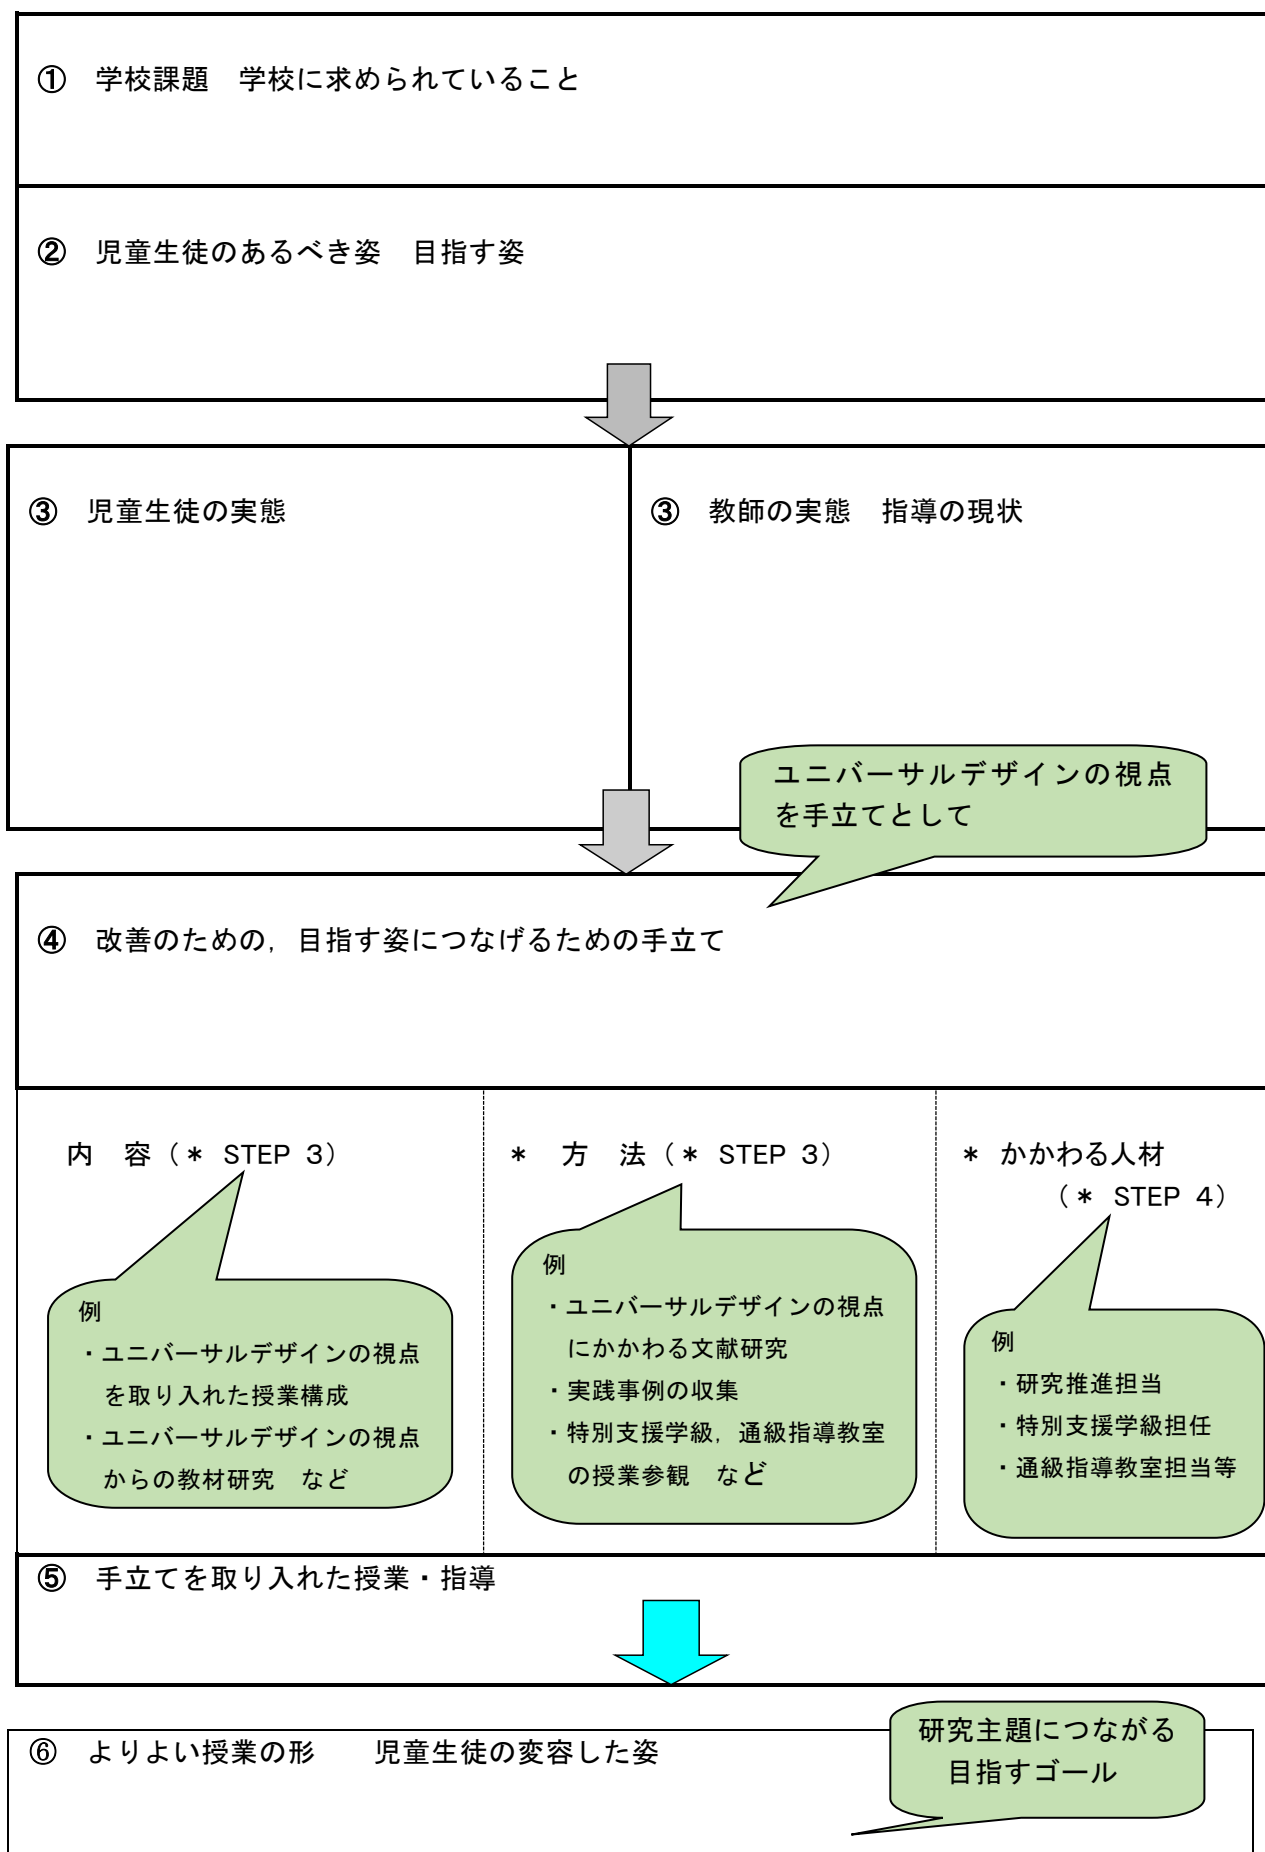 ① 学校課題　学校に求められていること
② 児童生徒のあるべき姿　目指す姿
③ 児童生徒の実態
③ 教師の実態　指導の現状
ユニバーサルデザインの視点
を手立てとして
④ 改善のための，目指す姿につなげるための手立て
内　容（＊ STEP 3）
例
・ユニバーサルデザインの視点
を取り入れた授業構成
・ユニバーサルデザインの視点
からの教材研究　など
＊ 方　法（＊ STEP 3）
例
・ユニバーサルデザインの視点
にかかわる文献研究
・実践事例の収集
・特別支援学級，通級指導教室
の授業参観　など
＊ かかわる人材
（＊ STEP 4）
例
・研究推進担当
・特別支援学級担任
・通級指導教室担当等
⑤ 手立てを取り入れた授業・指導
⑥ よりよい授業の形　　児童生徒の変容した姿
研究主題につながる
目指すゴール